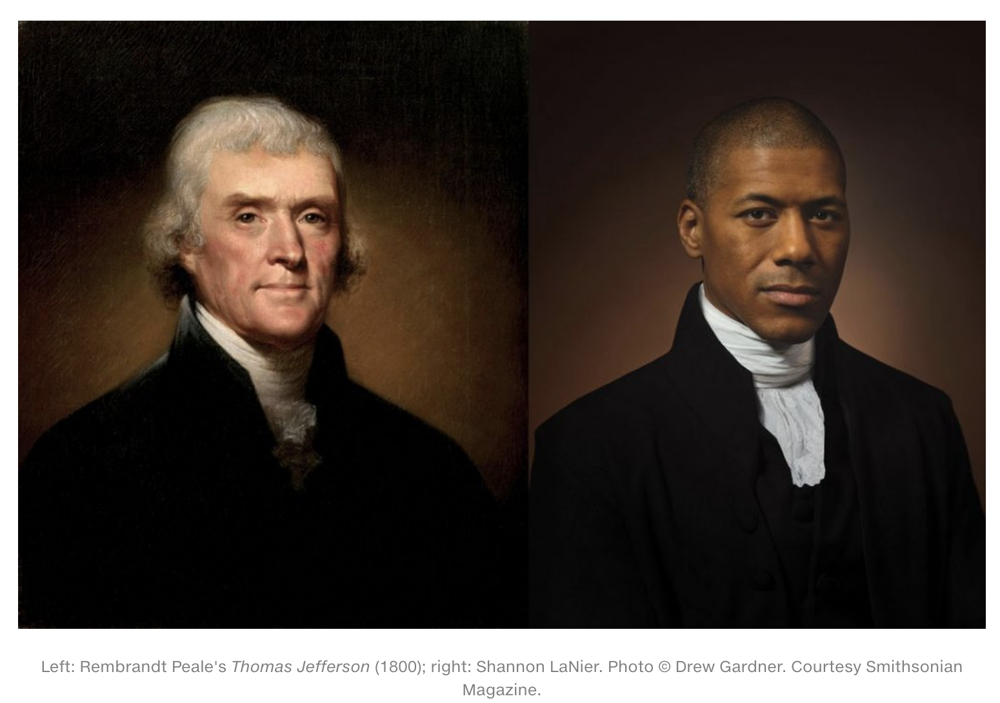 Left: Rembrandt Peale's Thomas Jefferson (1800); right: Shannon LaNier. Photo © Drew Gardner. Courtesy Smithsonian
Magazine.